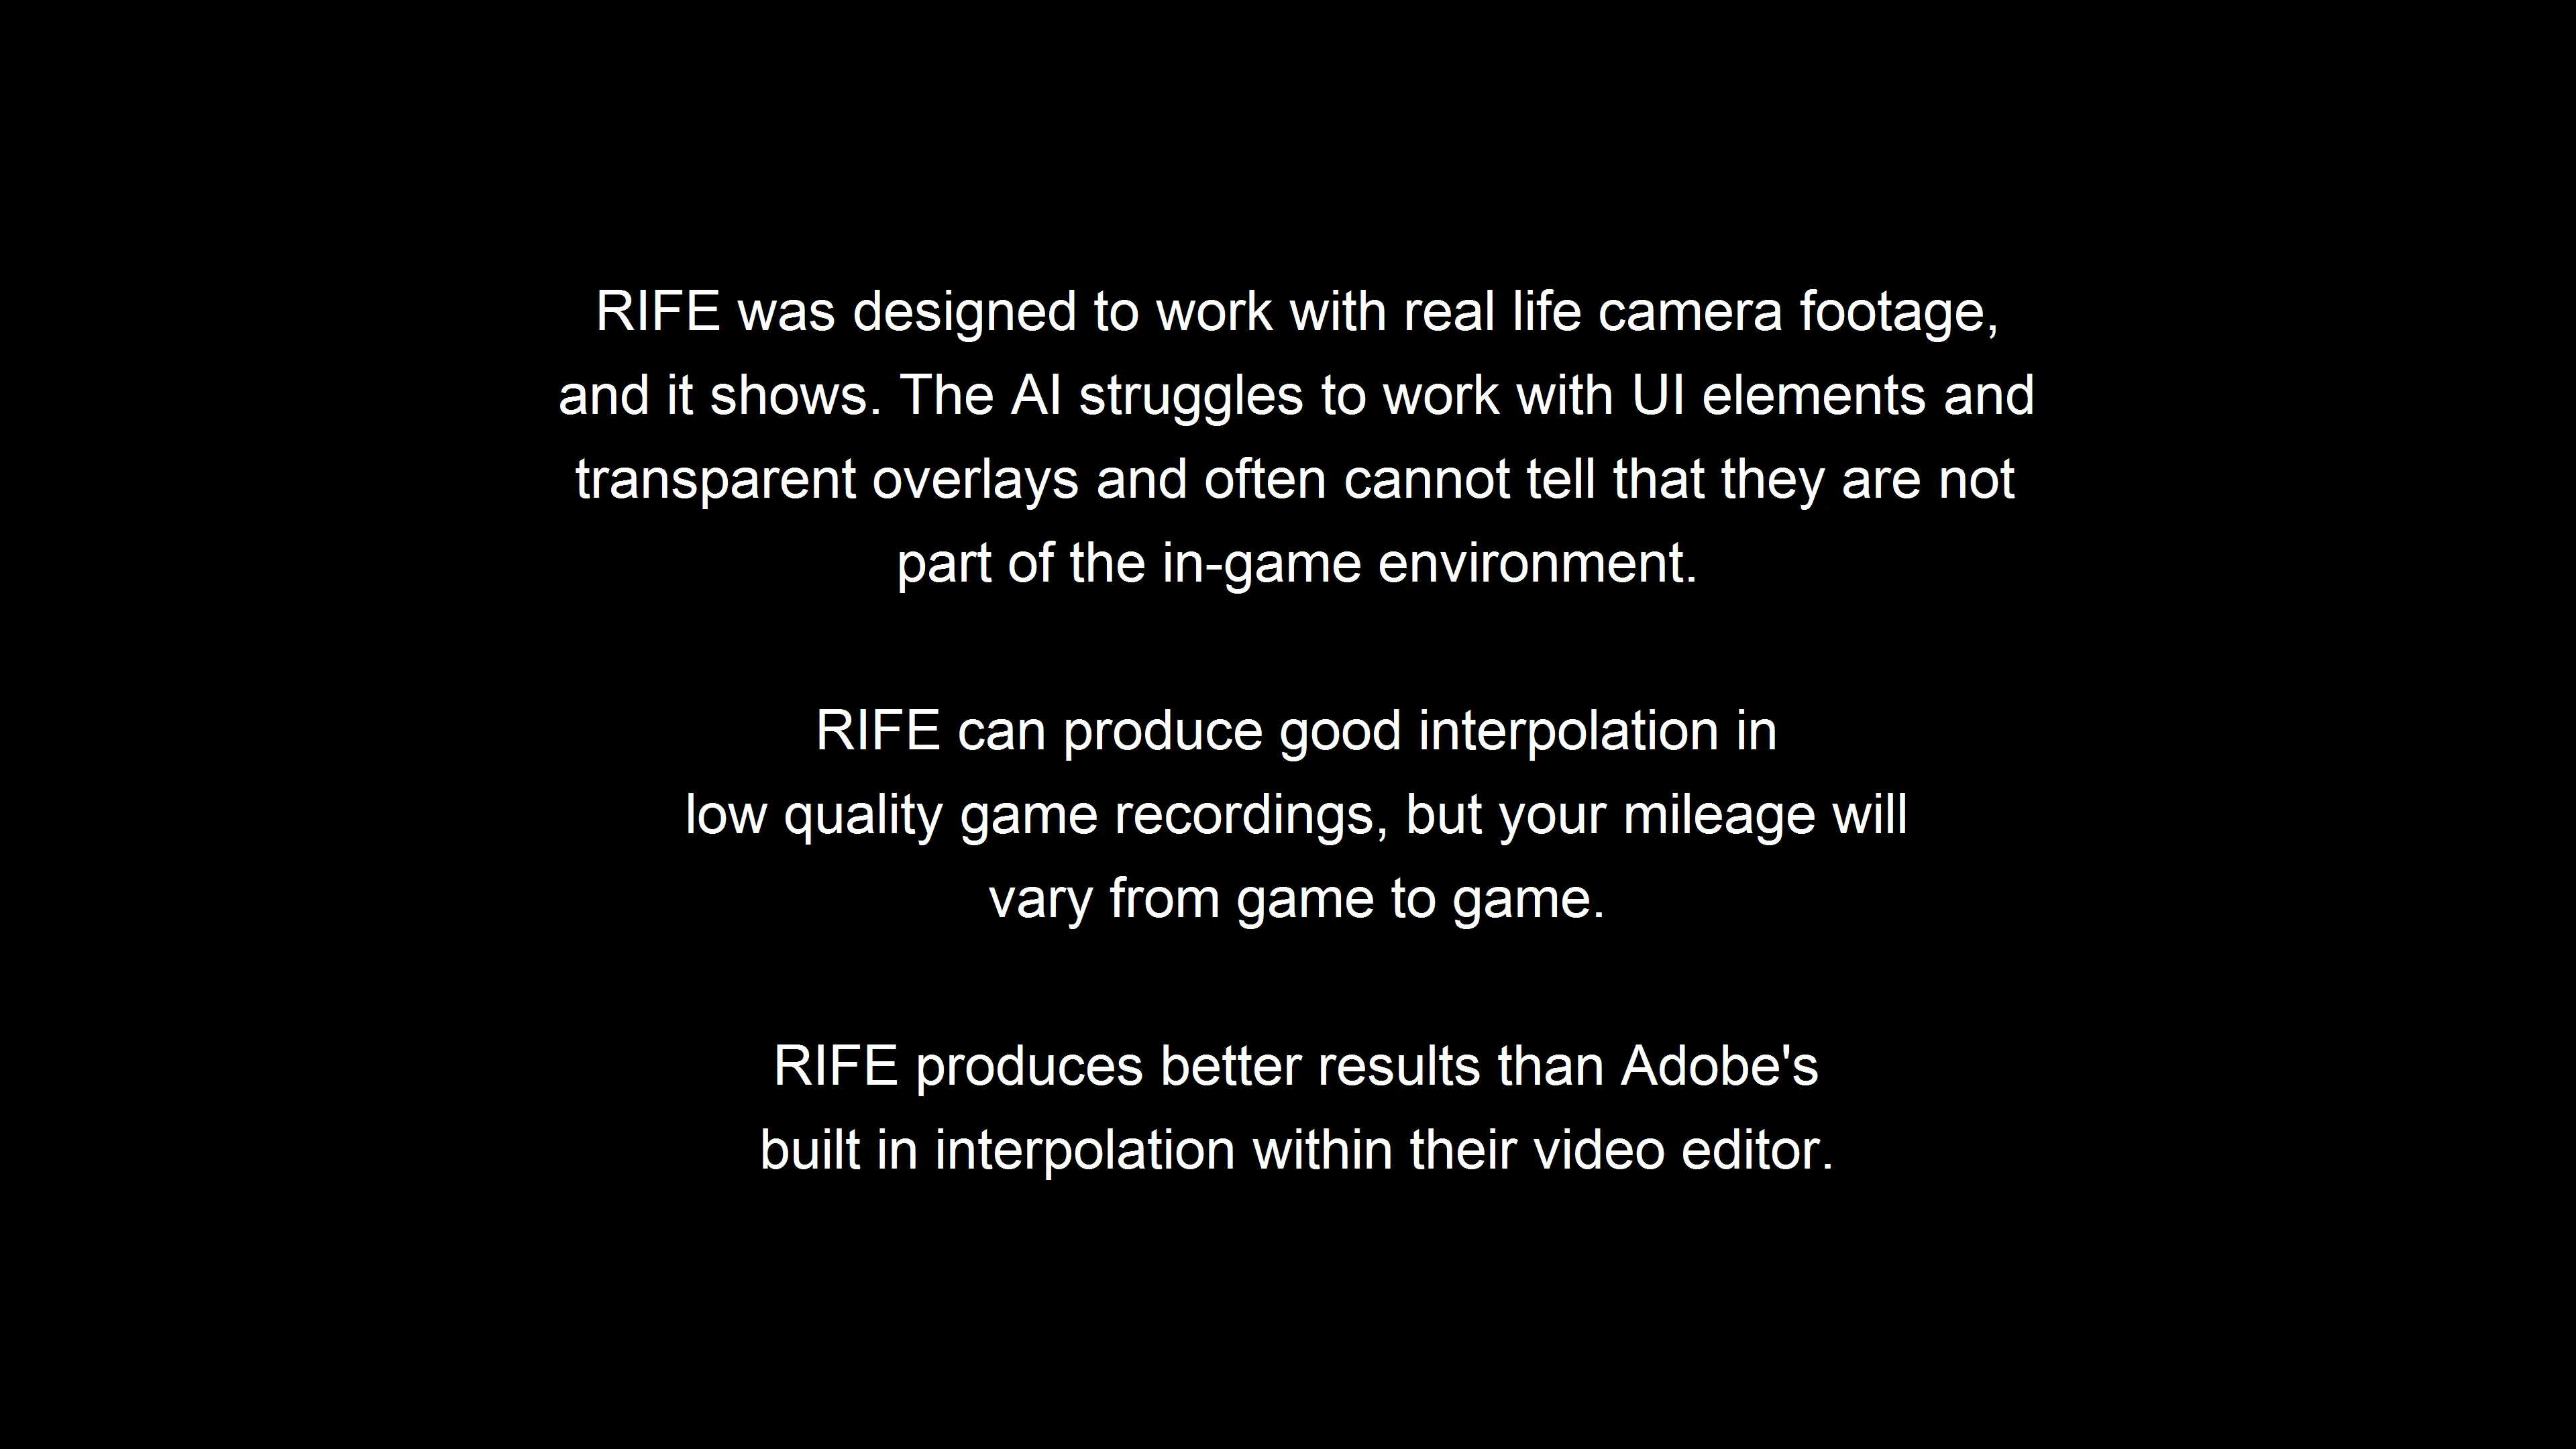 RIFE was designed to work with real life camera footage,
and it shows. The AI struggles to work with UI elements and
transparent overlays and often cannot tell that they are not
part of the in-game environment.
RIFE can produce good interpolation in
low quality game recordings, but your mileage will
vary from game to game.
RIFE produces better results than Adobe's
built in interpolation within their video editor.